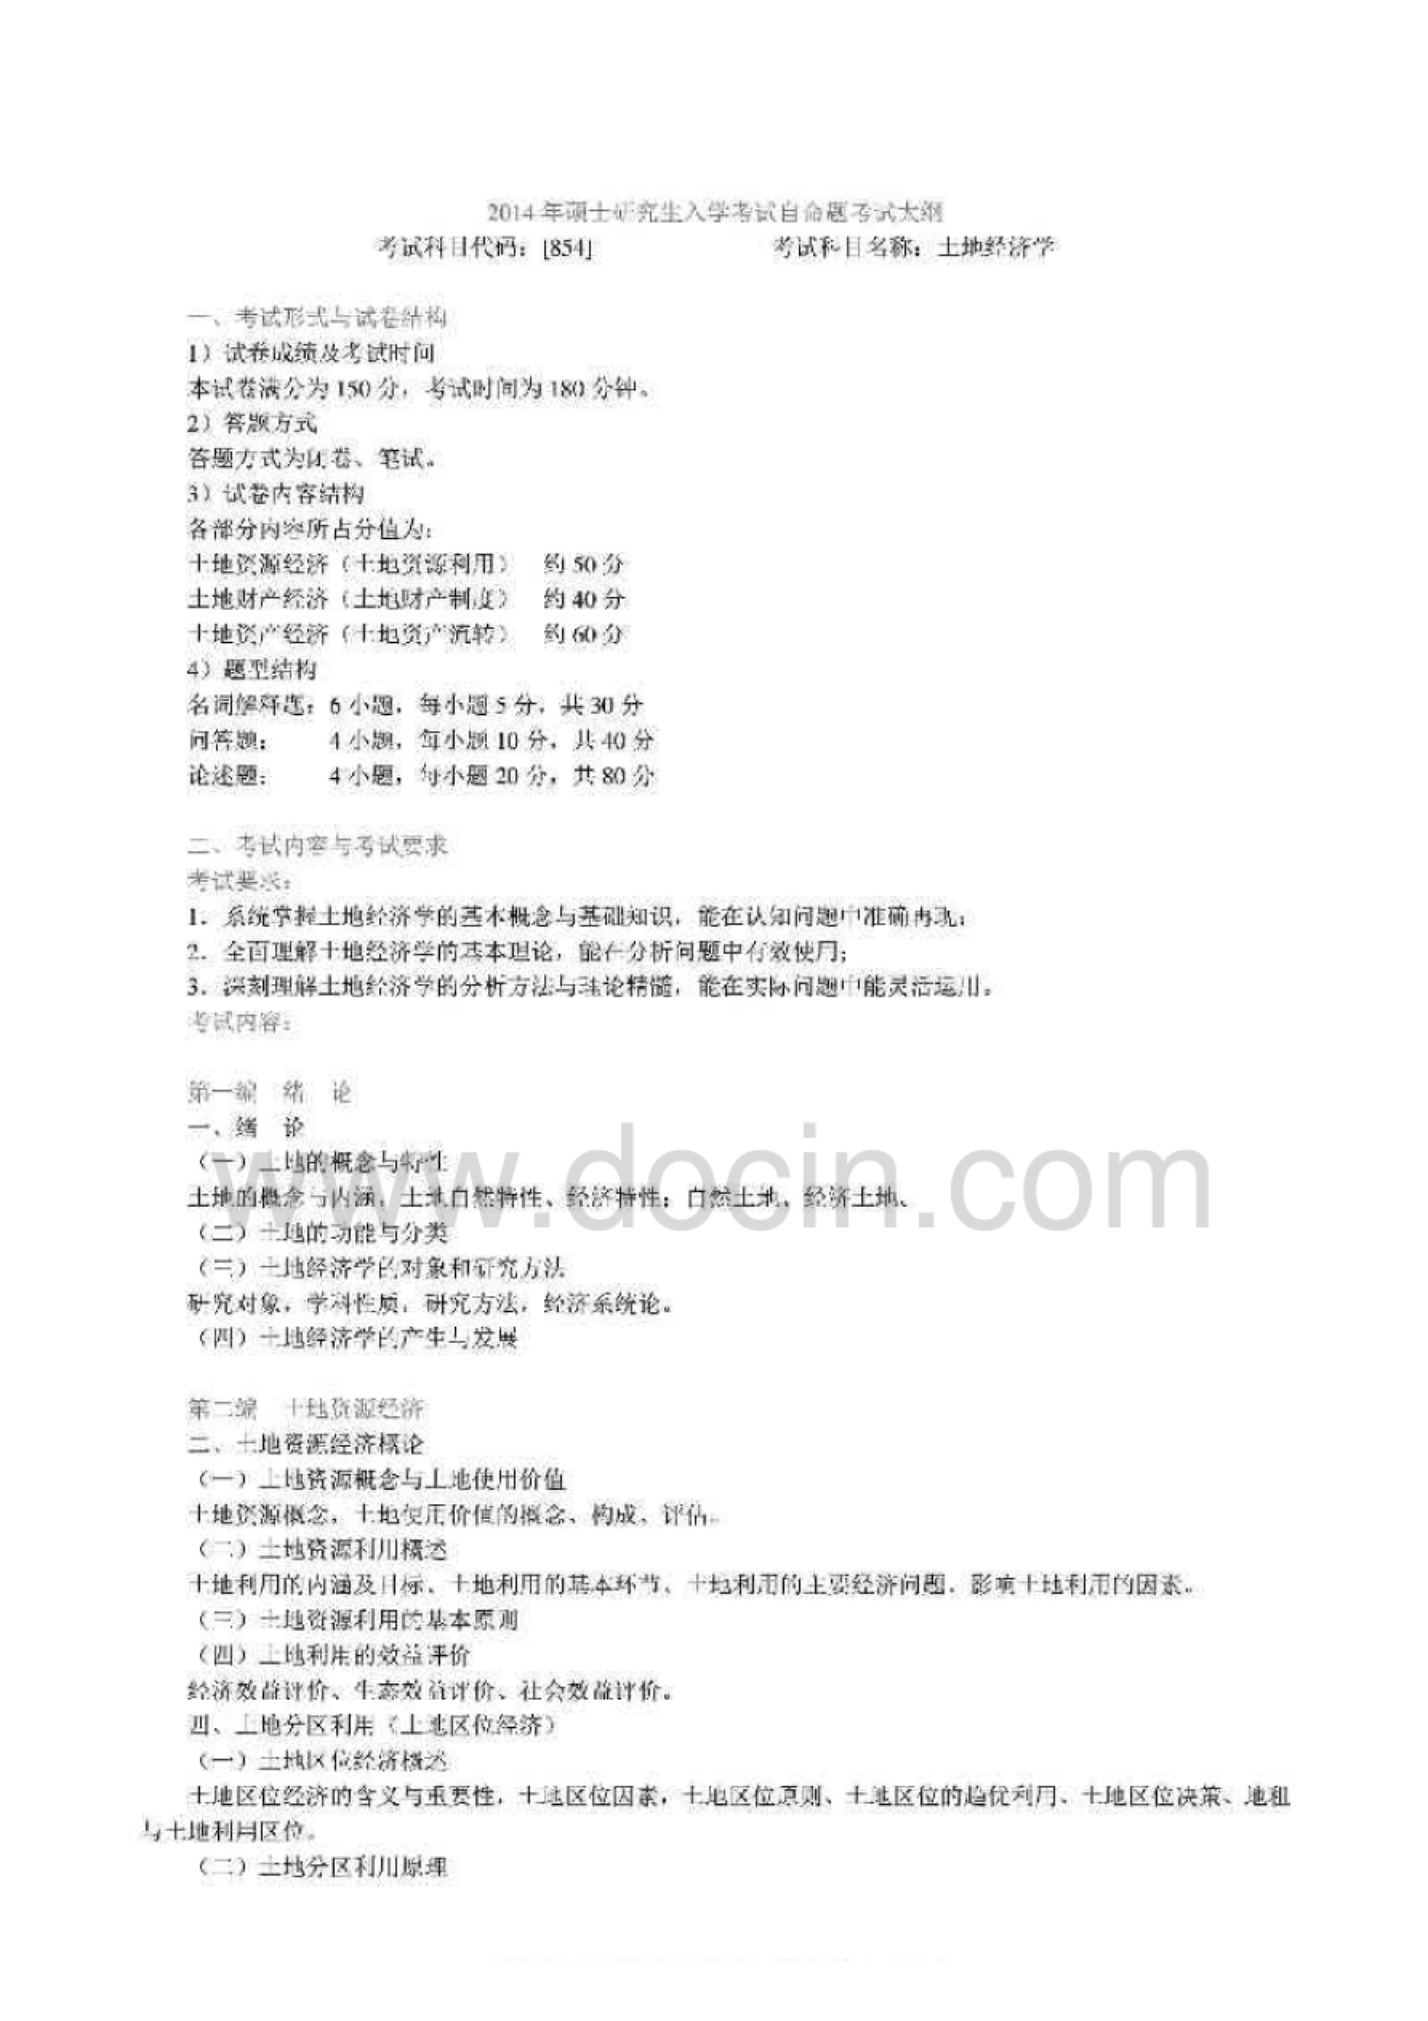 2014 年硕士研究生入学考试自命题考试大纲
考试科目代码：[854] 考试科目名称：土地经济学
一、考试形式与试卷结构
1）试卷成绩及考试时间
本试卷满分为 150 分，考试时间为 180 分钟。
2）答题方式
答题方式为闭卷、笔试。
3）试卷内容结构
各部分内容所占分值为：
土地资源经济（土地资源利用） 约 50 分
土地财产经济（土地财产制度） 约 40 分
土地资产经济（土地资产流转） 约 60 分
4）题型结构
名词解释题：6 小题，每小题 5 分，共 30 分
问答题： 4 小题，每小题 10 分，共 40 分
论述题： 4 小题，每小题 20 分，共 80 分
二、考试内容与考试要求
考试要求：
1．系统掌握土地经济学的基本概念与基础知识，能在认知问题中准确再现；
2．全面理解土地经济学的基本理论，能在分析问题中有效使用；
3．深刻理解土地经济学的分析方法与理论精髓，能在实际问题中能灵活运用。
考试内容：
第一编 绪 论
一、绪 论
（一）土地的概念与特性
土地的概念与内涵，土地自然特性、经济特性；自然土地、经济土地、
www.docin.com
（二）土地的功能与分类
（三）土地经济学的对象和研究方法
研究对象，学科性质，研究方法，经济系统论。
（四）土地经济学的产生与发展
第二编 土地资源经济
二、土地资源经济概论
（一）土地资源概念与土地使用价值
土地资源概念，土地使用价值的概念、构成、评估。
（二）土地资源利用概述
土地利用的内涵及目标、土地利用的基本环节、土地利用的主要经济问题，影响土地利用的因素。
（三）土地资源利用的基本原则
（四）土地利用的效益评价
经济效益评价、生态效益评价、社会效益评价。
四、土地分区利用（土地区位经济）
（一）土地区位经济概述
土地区位经济的含义与重要性，土地区位因素，土地区位原则、土地区位的趋优利用、土地区位决策、地租
与土地利用区位。
（二）土地分区利用原理